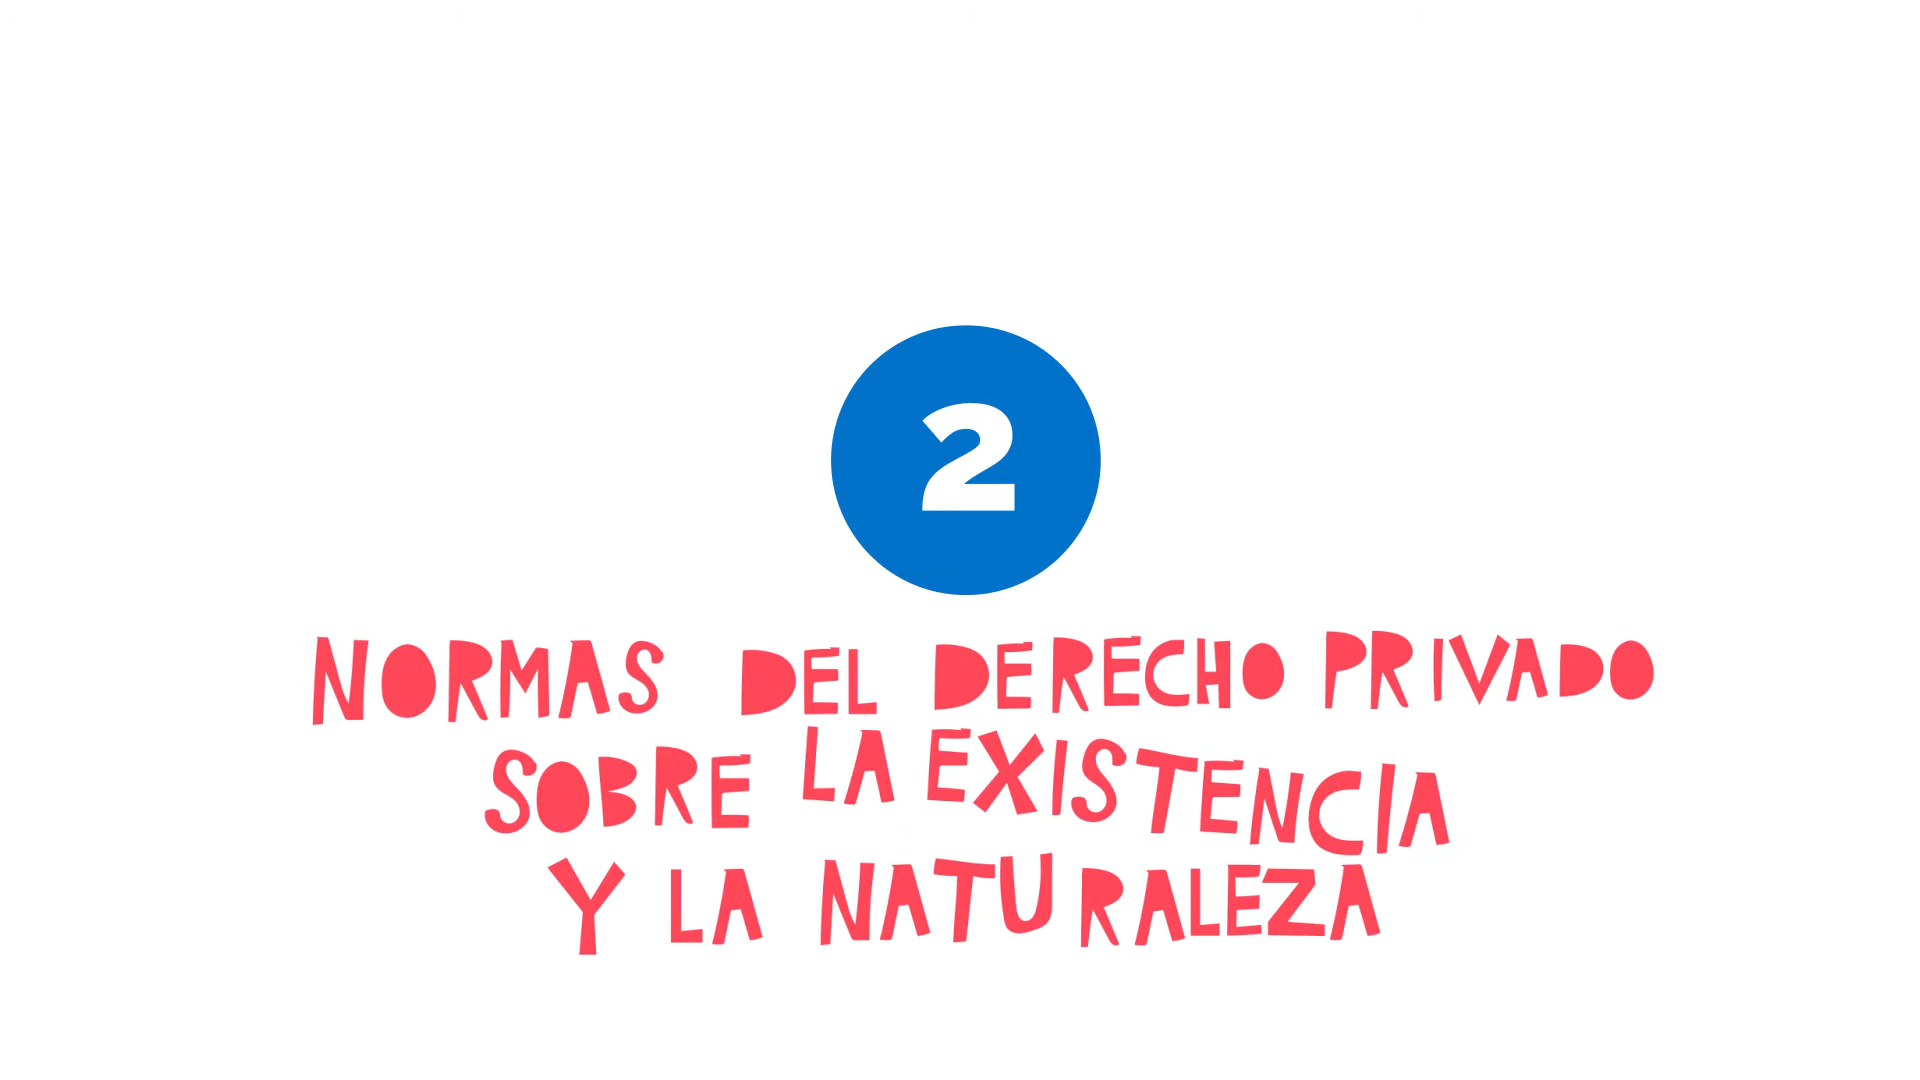 2
NORMAS DEL DERECHO PRIVADO
SOBRE LA EXISTENCIA
Y LA NATURALEZA